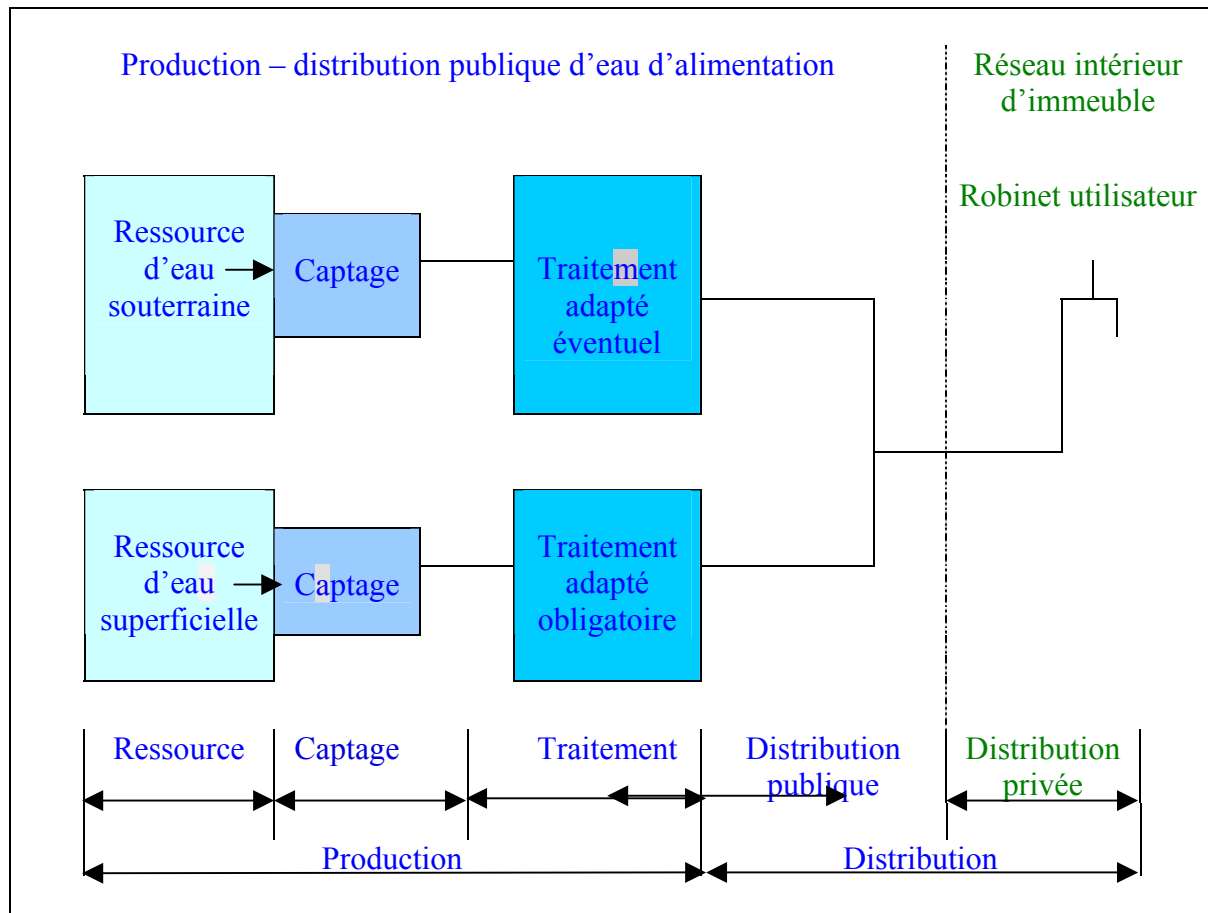 Production – distribution publique d’eau d’alimentation
Réseau intérieur
d’immeuble
Robinet utilisateur
Ressource
d’eau
souterraine
Captage
Traitement
adapté
éventuel
Ressource
d’eau
superficielle
Captage
Traitement
adapté
obligatoire
Ressource
Captage
Traitement
Distribution
publique
Distribution
privée
Production
Distribution